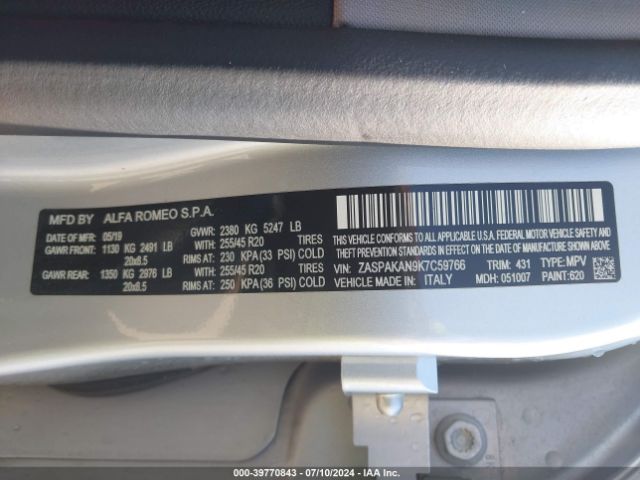 MFD BY ALFA ROMEO S.P.A.
DATE OF MFG: 05/19 GVWR: 2380 KG 5247 LB
GAWR FRONT: 1130 KG 2491 LB WITH: 255/45 R20 TIRES
20x8.5 RIMS AT: 230 KPA(33 PSI) COLD
GAWR REAR: 1350 KG 2976 LB WITH: 255/45 R20 TIRES
20x8.5 RIMS AT: 250 KPA(36 PSI) COLD
THIS VEHICLE CONFORMS TO ALL APPLICABLE U.S.A. FEDERAL MOTOR VEHICLE SAFETY AND
THEFT PREVENTION STANDARDS IN EFFECT ON THE DATE OF MANUFACTURE SHOWN ABOVE.
VIN: ZASPAKAN9K7C59766 TRIM: 431 TYPE: MPV
VEHICLE MADE IN: ITALY MDH: 051007 PAINT: 620
000-39770843 07/10/2024 IAA Holdings, LLC